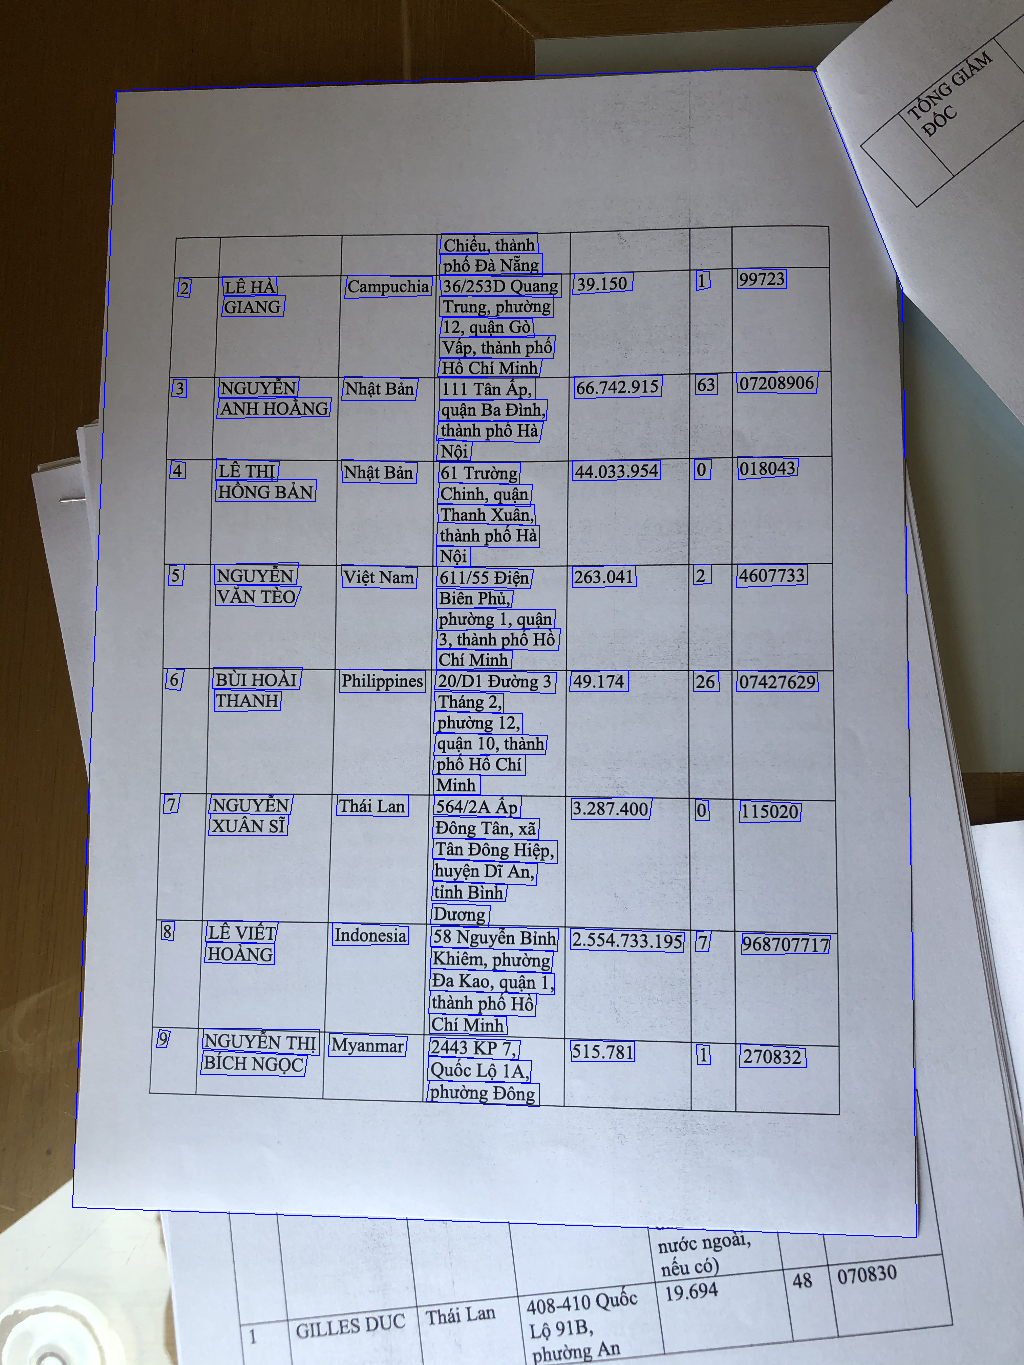 TỔNG GIÁM
ĐỐC
Chiểu, thành
phố Đà Nẵng
2 LÊ HÀ GIANG Campuchia 36/253D Quang 39.150 1 99723
Trung, phường
12, quận Gò
Vấp, thành phố
Hồ Chí Minh
3 NGUYỄN ANH HOÀNG Nhật Bản 111 Tân Ấp, 66.742.915 63 07208906
quận Ba Đình,
thành phố Hà
Nội
4 LÊ THỊ HỒNG BẢN Nhật Bản 61 Trường 44.033.954 0 018043
Chinh, quận
Thanh Xuân,
thành phố Hà
Nội
5 NGUYỄN VĂN TÈO Việt Nam 611/55 Điện 263.041 2 4607733
Biên Phủ,
phường 1, quận
3, thành phố Hồ
Chí Minh
6 BÙI HOÀI THANH Philippines 20/D1 Đường 3 49.174 26 07427629
Tháng 2,
phường 12,
quận 10, thành
phố Hồ Chí
Minh
7 NGUYỄN XUÂN SĨ Thái Lan 564/2A Ấp 3.287.400 0 115020
Đông Tân, xã
Tân Đông Hiệp,
huyện Dĩ An,
tỉnh Bình
Dương
8 LÊ VIẾT HOÀNG Indonesia 58 Nguyễn Bỉnh 2.554.733.195 7 968707717
Khiêm, phường
Đa Kao, quận 1,
thành phố Hồ
Chí Minh
9 NGUYỄN THỊ BÍCH NGỌC Myanmar 2443 KP 7, 515.781 1 270832
Quốc Lộ 1A,
phường Đông
nước ngoài,
nếu có)
1 GILLES DUC Thái Lan 408-410 Quốc 19.694 48 070830
Lộ 91B,
phường An